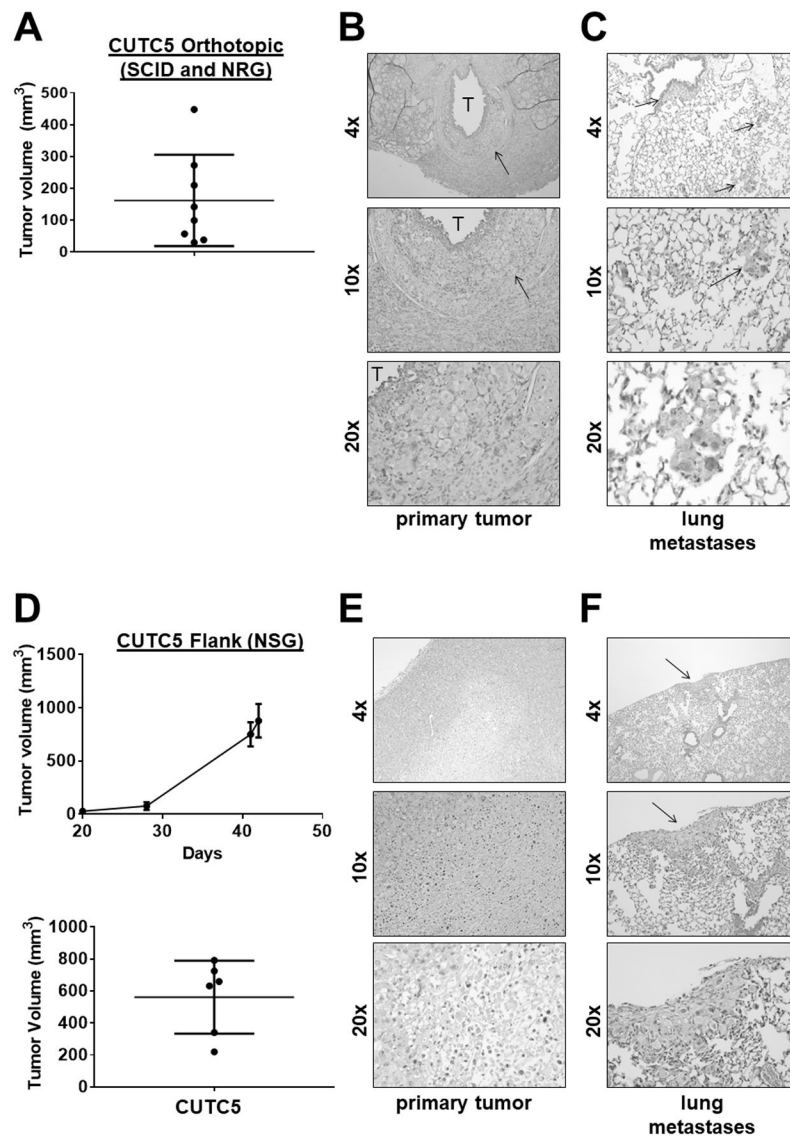 A
CUTC5 Orthotopic
(SCID and NRG)
Tumor volume (mm³)
500
400
300
200
100
0
B
4x
T
10x
T
20x
T
primary tumor
C
4x
10x
20x
lung
metastases
D
CUTC5 Flank (NSG)
Tumor volume (mm³)
1500
1000
500
0
20
30
40
50
Days
Tumor Volume (mm³)
1000
800
600
400
200
0
CUTC5
E
4x
10x
20x
primary tumor
F
4x
10x
20x
lung
metastases